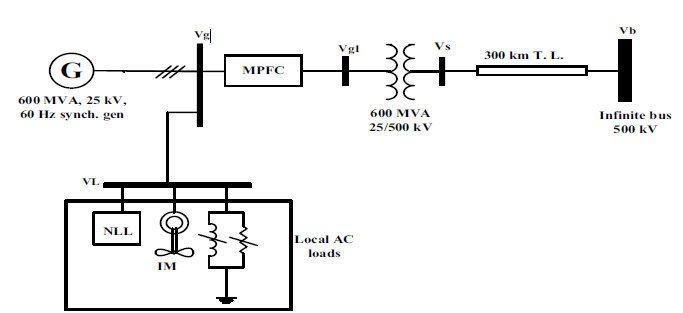 Vg
Vg1
Vs
Vb
G
MPFC
300 km T. L.
600 MVA, 25 kV,
60 Hz synch. gen
600 MVA
25/500 kV
Infinite bus
500 kV
VL
NLL
IM
Local AC
loads